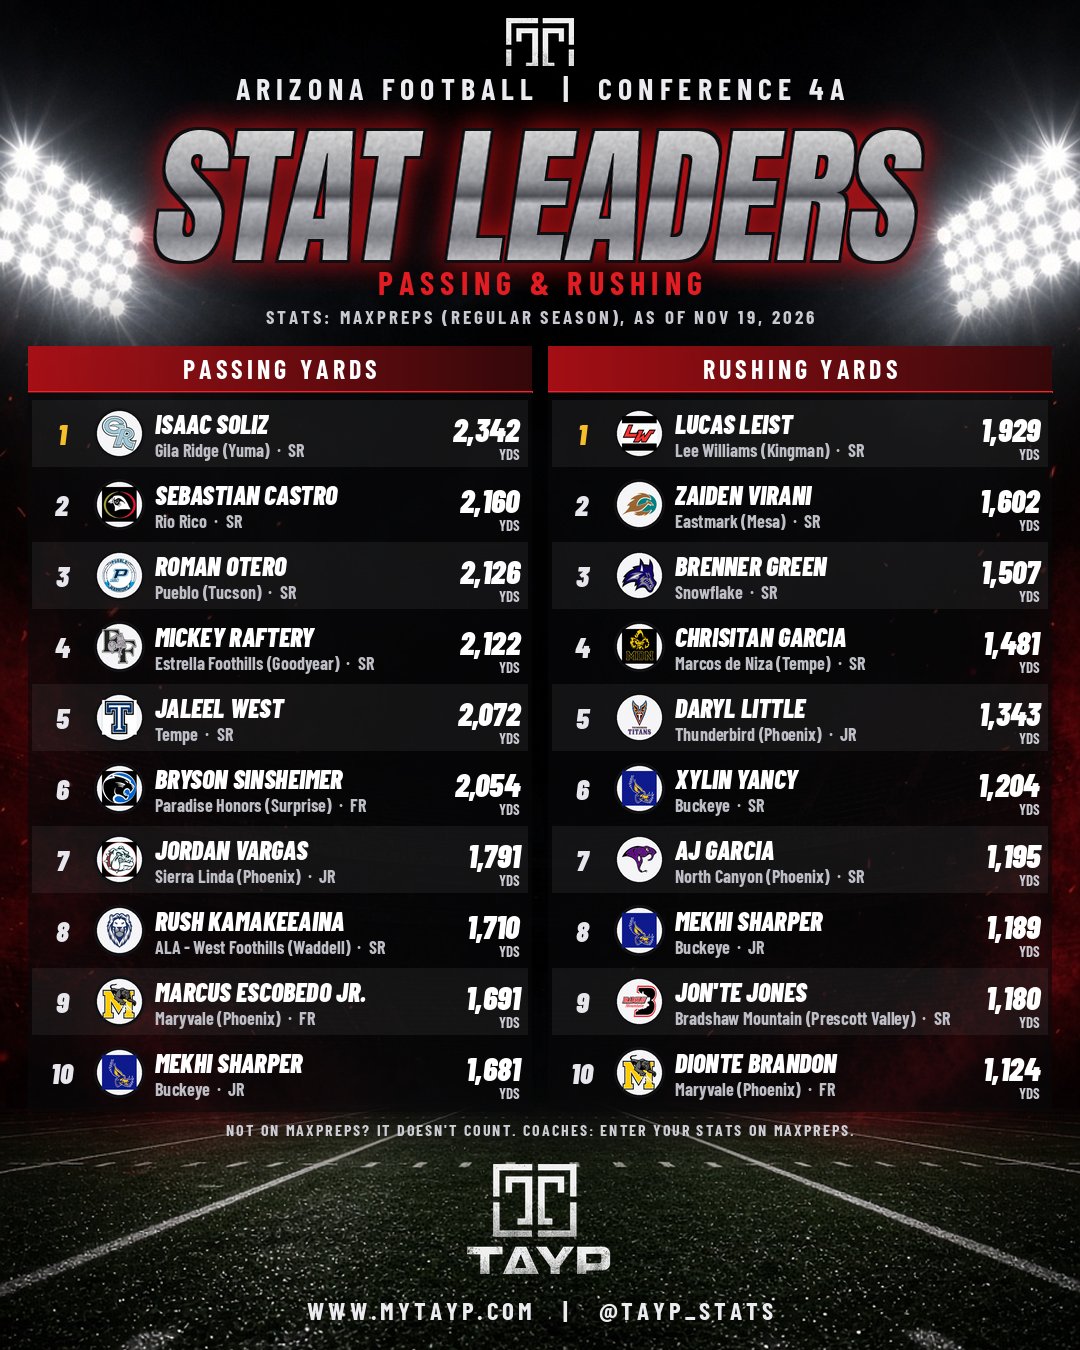 ARIZONA FOOTBALL | CONFERENCE 4A
STAT LEADERS
PASSING & RUSHING
STATS: MAXPREPS (REGULAR SEASON), AS OF NOV 19, 2026
PASSING YARDS
1 ISAAC SOLIZ 2,342
Gila Ridge (Yuma) · SR YDS
2 SEBASTIAN CASTRO 2,160
Rio Rico · SR YDS
3 ROMAN OTERO 2,126
Pueblo (Tucson) · SR YDS
4 MICKEY RAFTERY 2,122
Estrella Foothills (Goodyear) · SR YDS
5 JALEEL WEST 2,072
Tempe · SR YDS
6 BRYSON SINSHEIMER 2,054
Paradise Honors (Surprise) · FR YDS
7 JORDAN VARGAS 1,791
Sierra Linda (Phoenix) · JR YDS
8 RUSH KAMAKEEAINA 1,710
ALA - West Foothills (Waddell) · SR YDS
9 MARCUS ESCOBEDO JR. 1,691
Maryvale (Phoenix) · FR YDS
10 MEKHI SHARPER 1,681
Buckeye · JR YDS
RUSHING YARDS
1 LUCAS LEIST 1,929
Lee Williams (Kingman) · SR YDS
2 ZAIDEN VIRANI 1,602
Eastmark (Mesa) · SR YDS
3 BRENNER GREEN 1,507
Snowflake · SR YDS
4 CHRISITAN GARCIA 1,481
Marcos de Niza (Tempe) · SR YDS
5 DARYL LITTLE 1,343
Thunderbird (Phoenix) · JR YDS
6 XYLIN YANCY 1,204
Buckeye · SR YDS
7 AJ GARCIA 1,195
North Canyon (Phoenix) · SR YDS
8 MEKHI SHARPER 1,189
Buckeye · JR YDS
9 JON'TE JONES 1,180
Bradshaw Mountain (Prescott Valley) · SR YDS
10 DIONTE BRANDON 1,124
Maryvale (Phoenix) · FR YDS
NOT ON MAXPREPS? IT DOESN'T COUNT. COACHES: ENTER YOUR STATS ON MAXPREPS.
TAYP
WWW.MYTAYP.COM | @TAYP_STATS